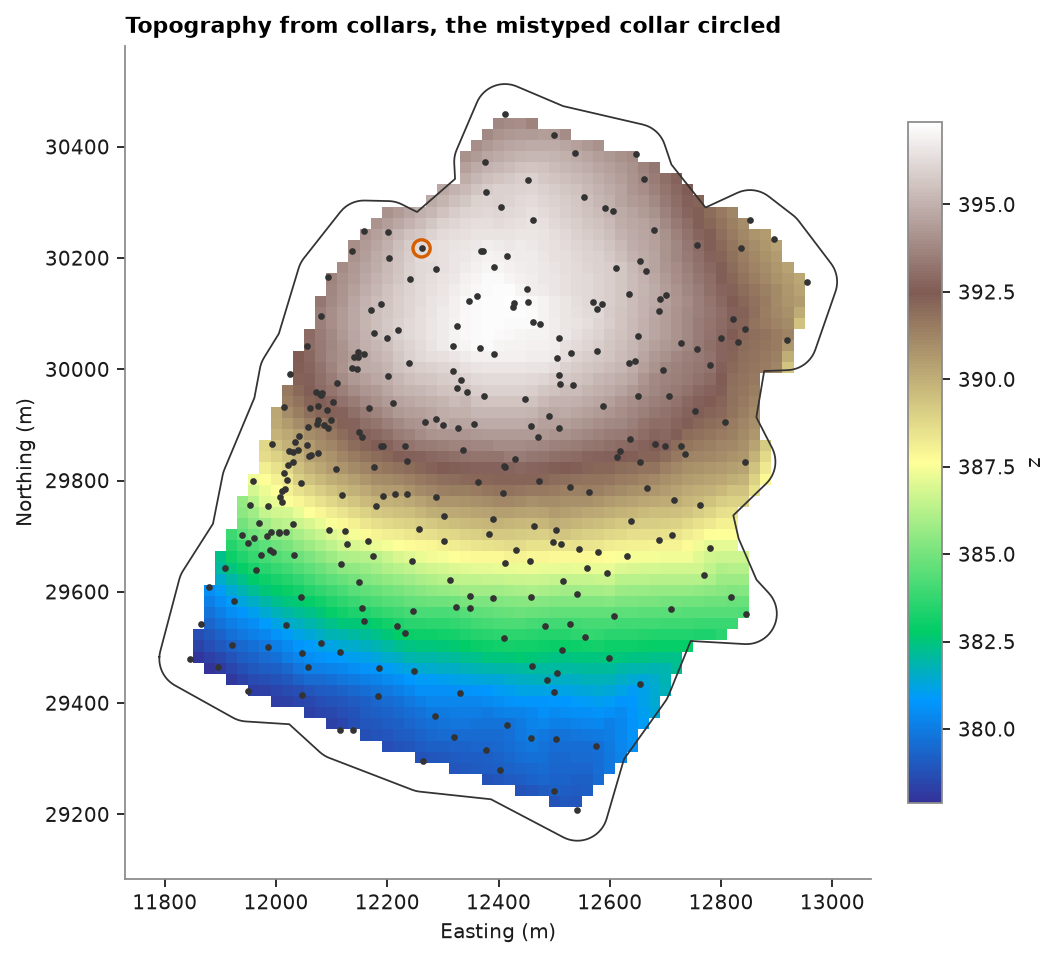 Topography from collars, the mistyped collar circled
30400
30200
30000
29800
29600
29400
29200
Northing (m)
11800 12000 12200 12400 12600 12800 13000
Easting (m)
395.0
392.5
390.0
387.5
385.0
382.5
380.0
z